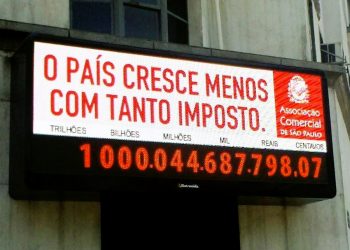 O PAÍS CRESCE MENOS
COM TANTO IMPOSTO.
Associação
Comercial
DE SÃO PAULO
TRILHÕES BILHÕES MILHÕES MIL REAIS CENTAVOS
1 000.044.687.798.07